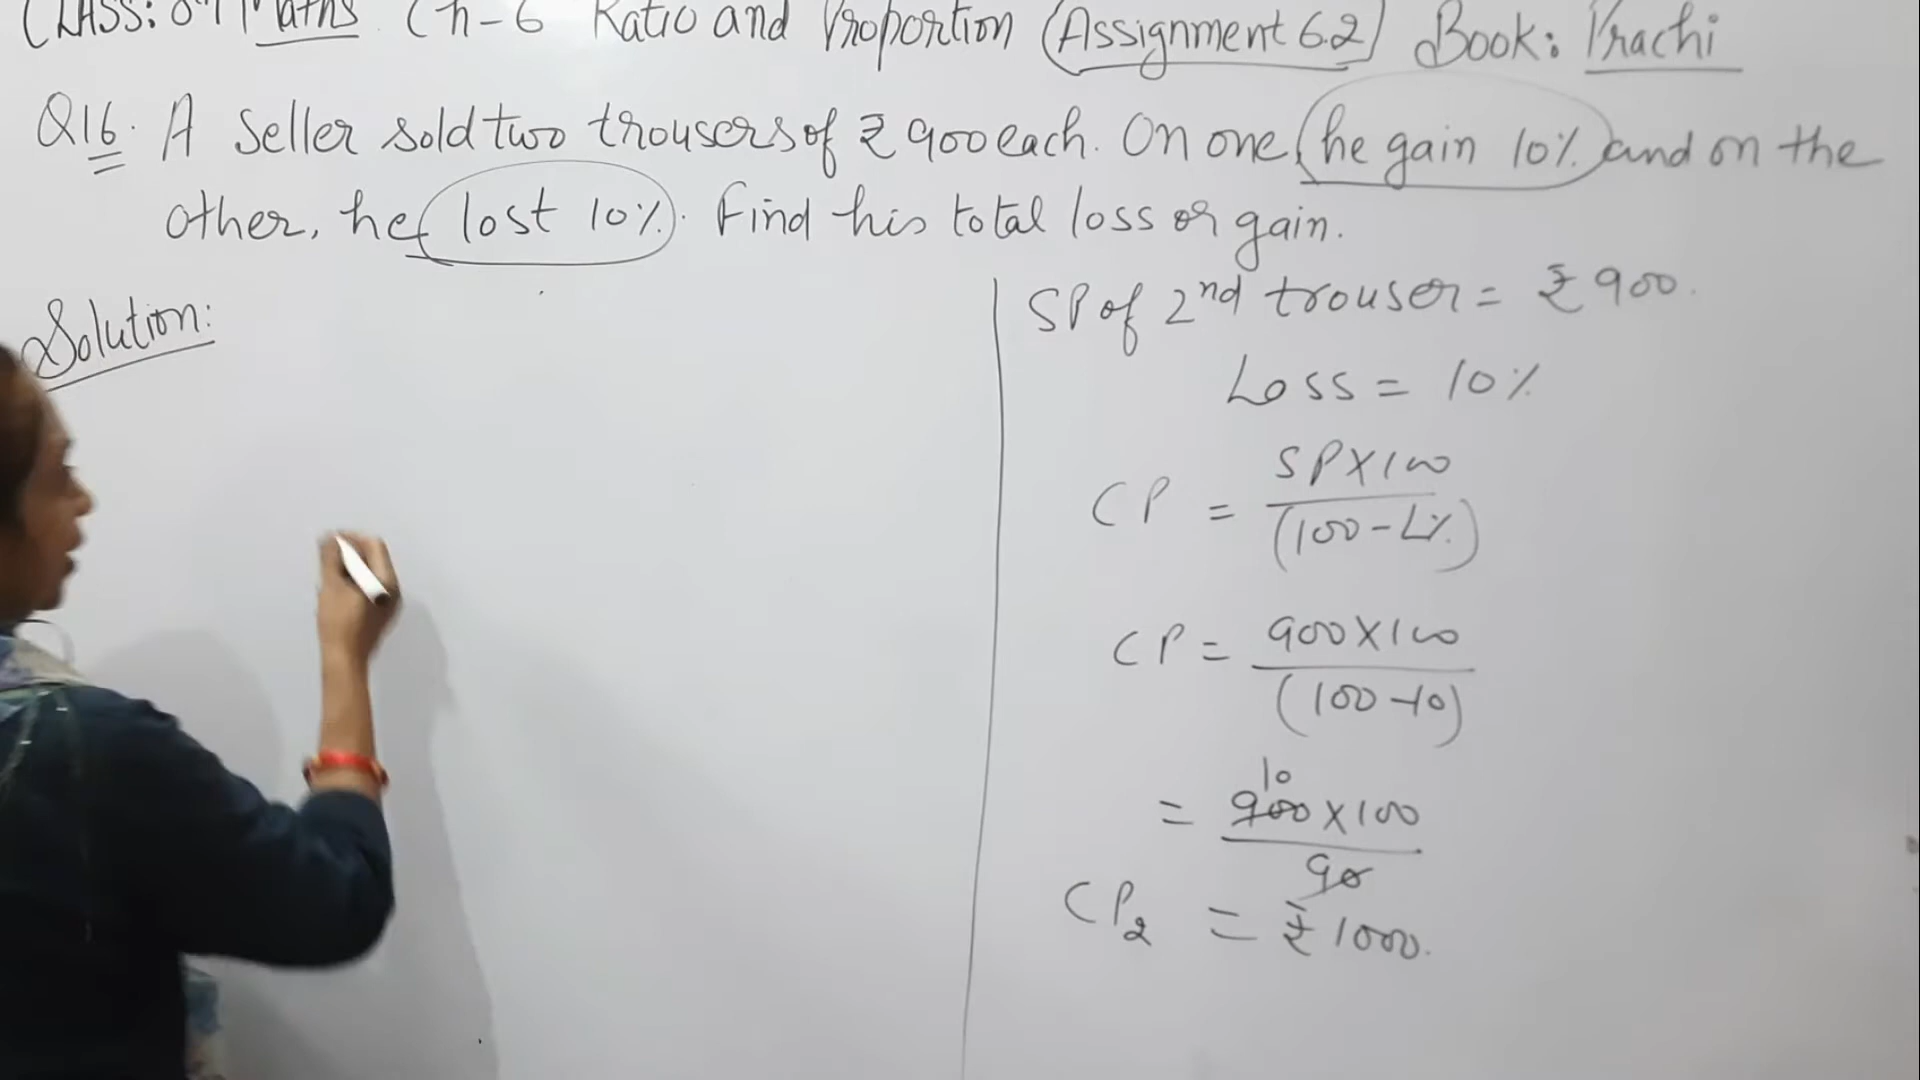 CLASS: 07 Maths Ch-6 Ratio and Proportion (Assignment 6.2) Book: Prachi
Q16. A Seller sold two trousers of ₹ 900 each. On one, he gain 10% and on the
other, he lost 10%. Find his total loss or gain.
Solution:
SP of 2nd trouser = ₹ 900.
Loss = 10%
CP = SP X 100
(100 - L%)
CP = 900 X 100
(100 - 10)
10
= 900 X 100
90
CP2 = ₹ 1000.